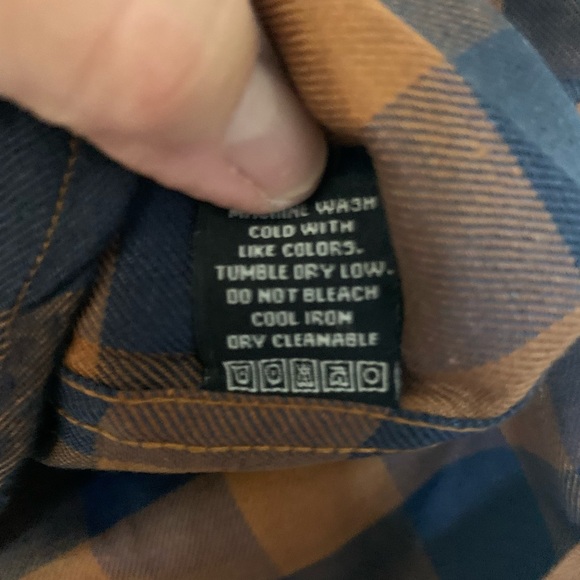 MACHINE WASH
COLD WITH
LIKE COLORS.
TUMBLE DRY LOW.
DO NOT BLEACH
COOL IRON
DRY CLEANABLE